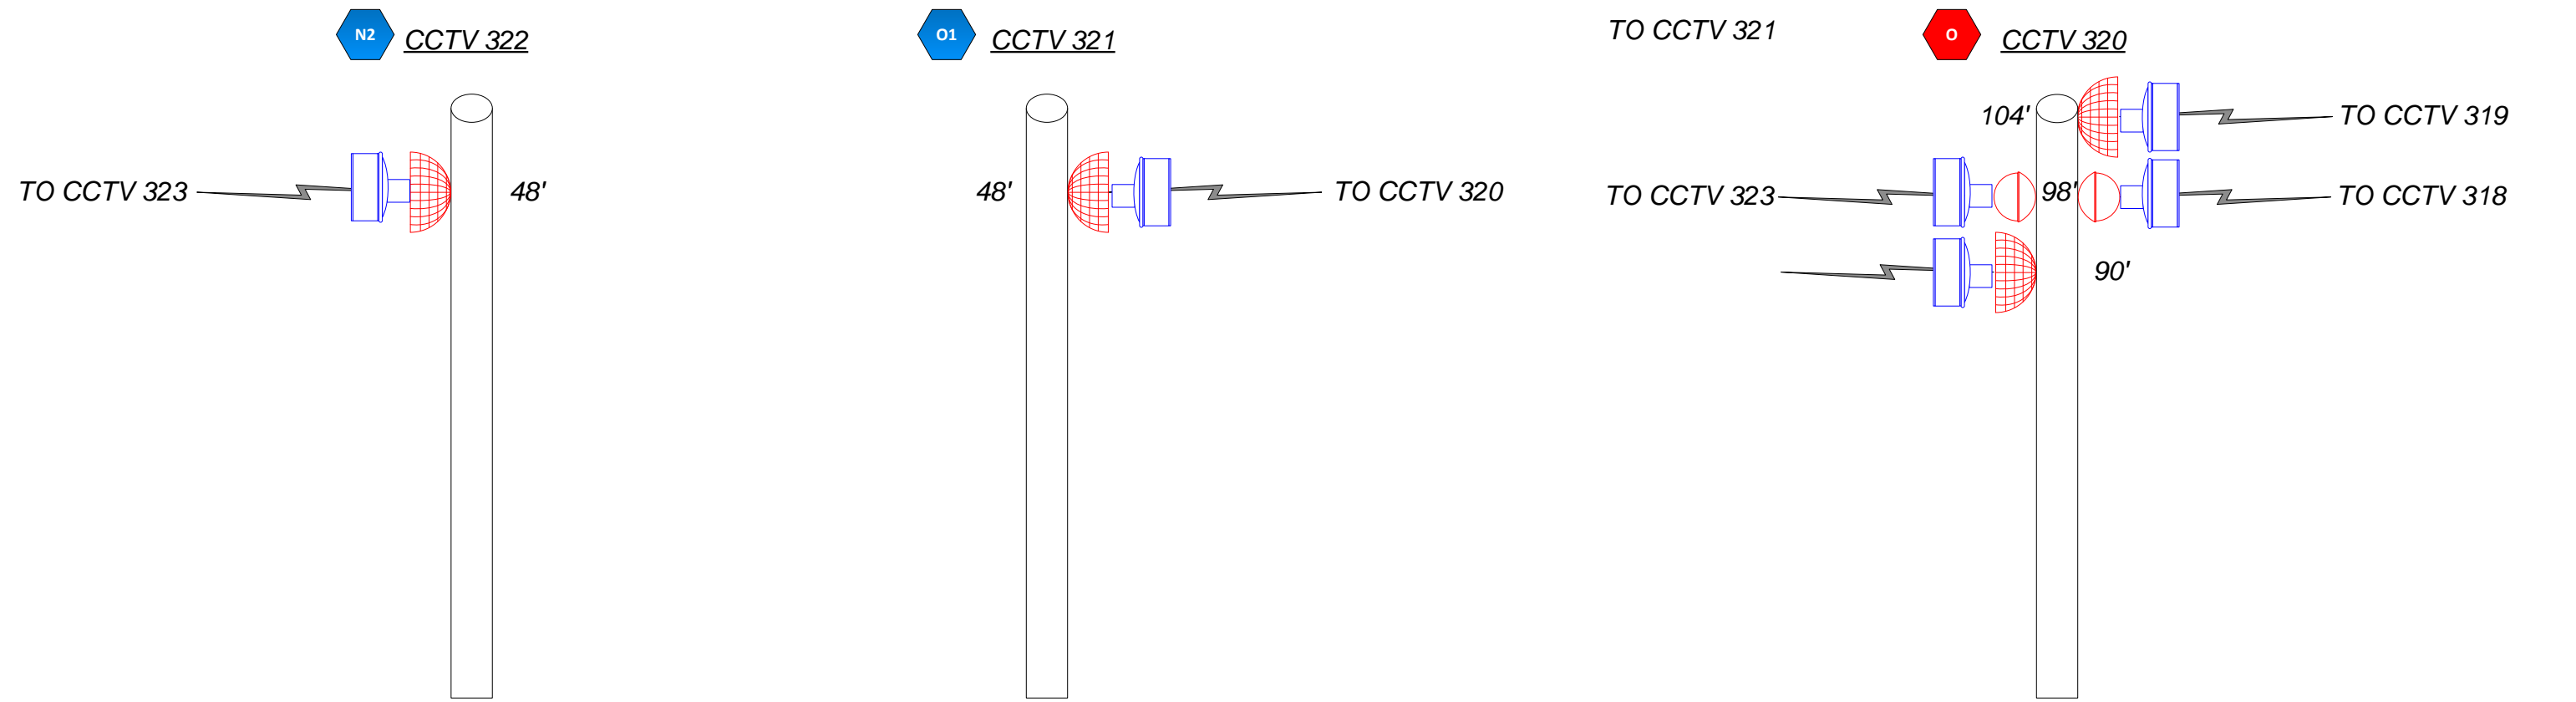 N2
CCTV 322
TO CCTV 323
48'
O1
CCTV 321
48'
TO CCTV 320
TO CCTV 321
O
CCTV 320
104'
TO CCTV 319
TO CCTV 323
98'
TO CCTV 318
90'